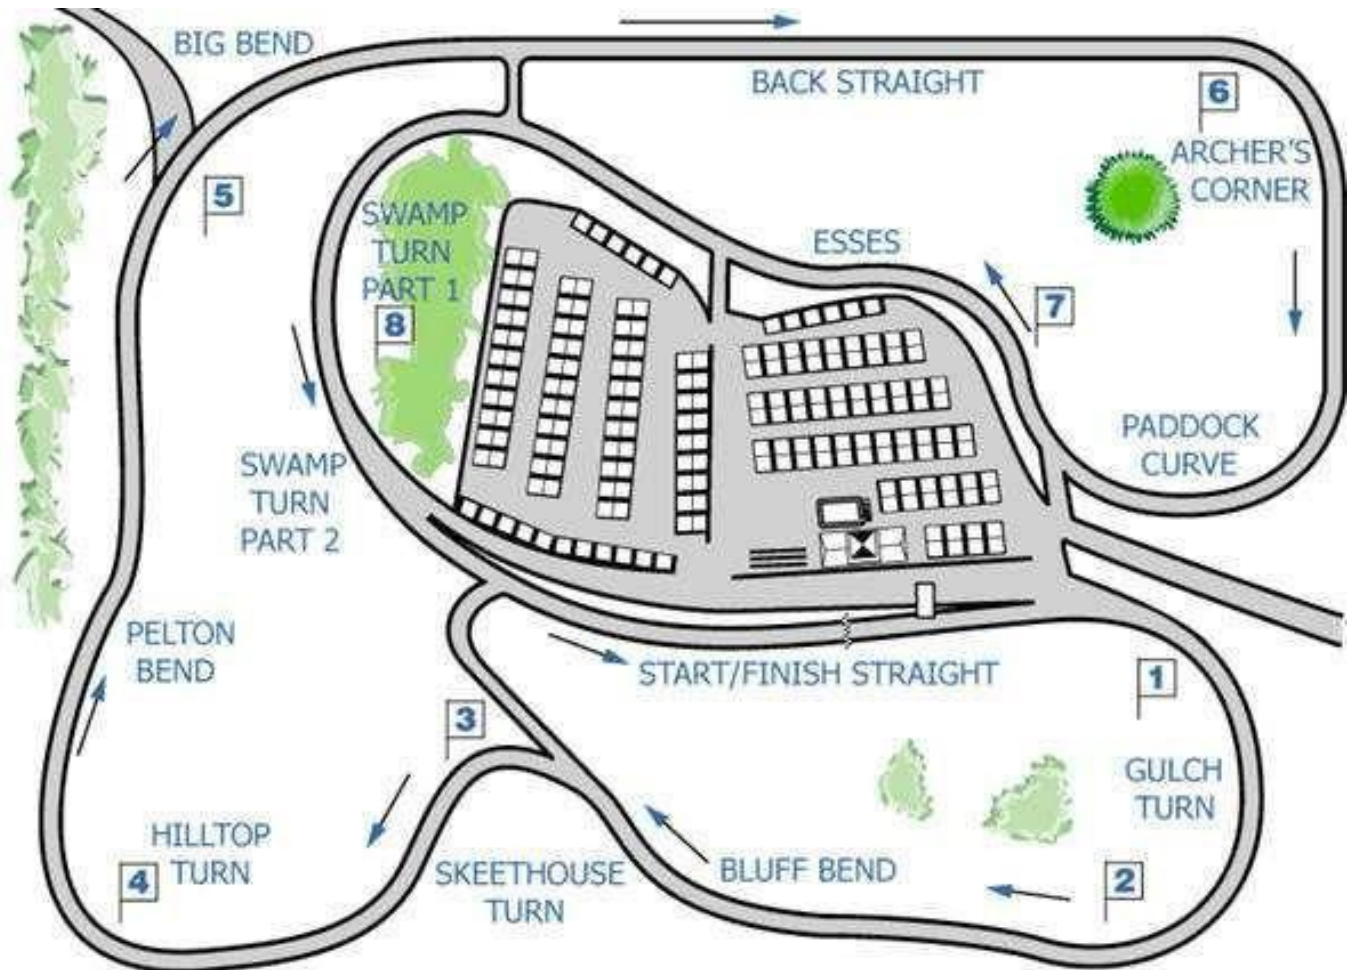 BIG BEND
BACK STRAIGHT
6
ARCHER'S
CORNER
5
SWAMP
TURN
PART 1
ESSES
8
7
PADDOCK
CURVE
SWAMP
TURN
PART 2
PELTON
BEND
START/FINISH STRAIGHT
1
3
GULCH
TURN
HILLTOP
TURN
4
SKEETHOUSE
TURN
BLUFF BEND
2